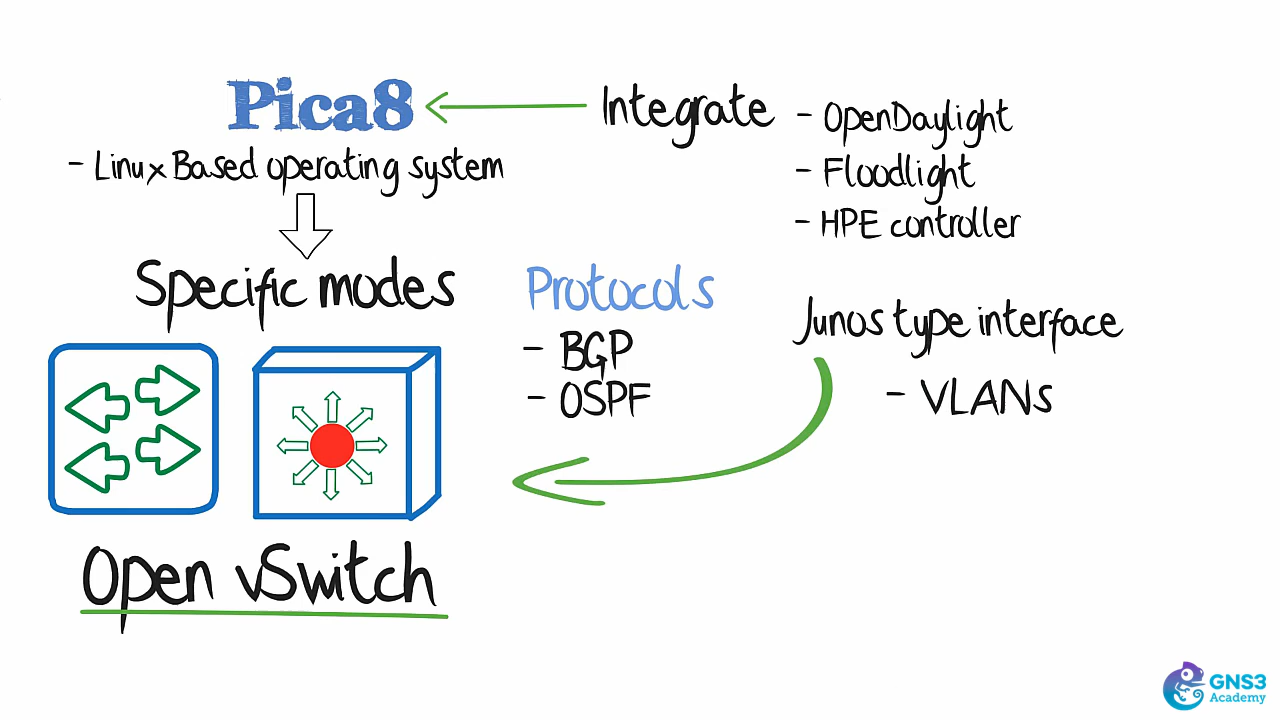 Pica8
- Linux Based operating system
Specific modes
Open vSwitch
Integrate
- OpenDaylight
- Floodlight
- HPE controller
Protocols
- BGP
- OSPF
Junos type interface
- VLANs
GNS3
Academy